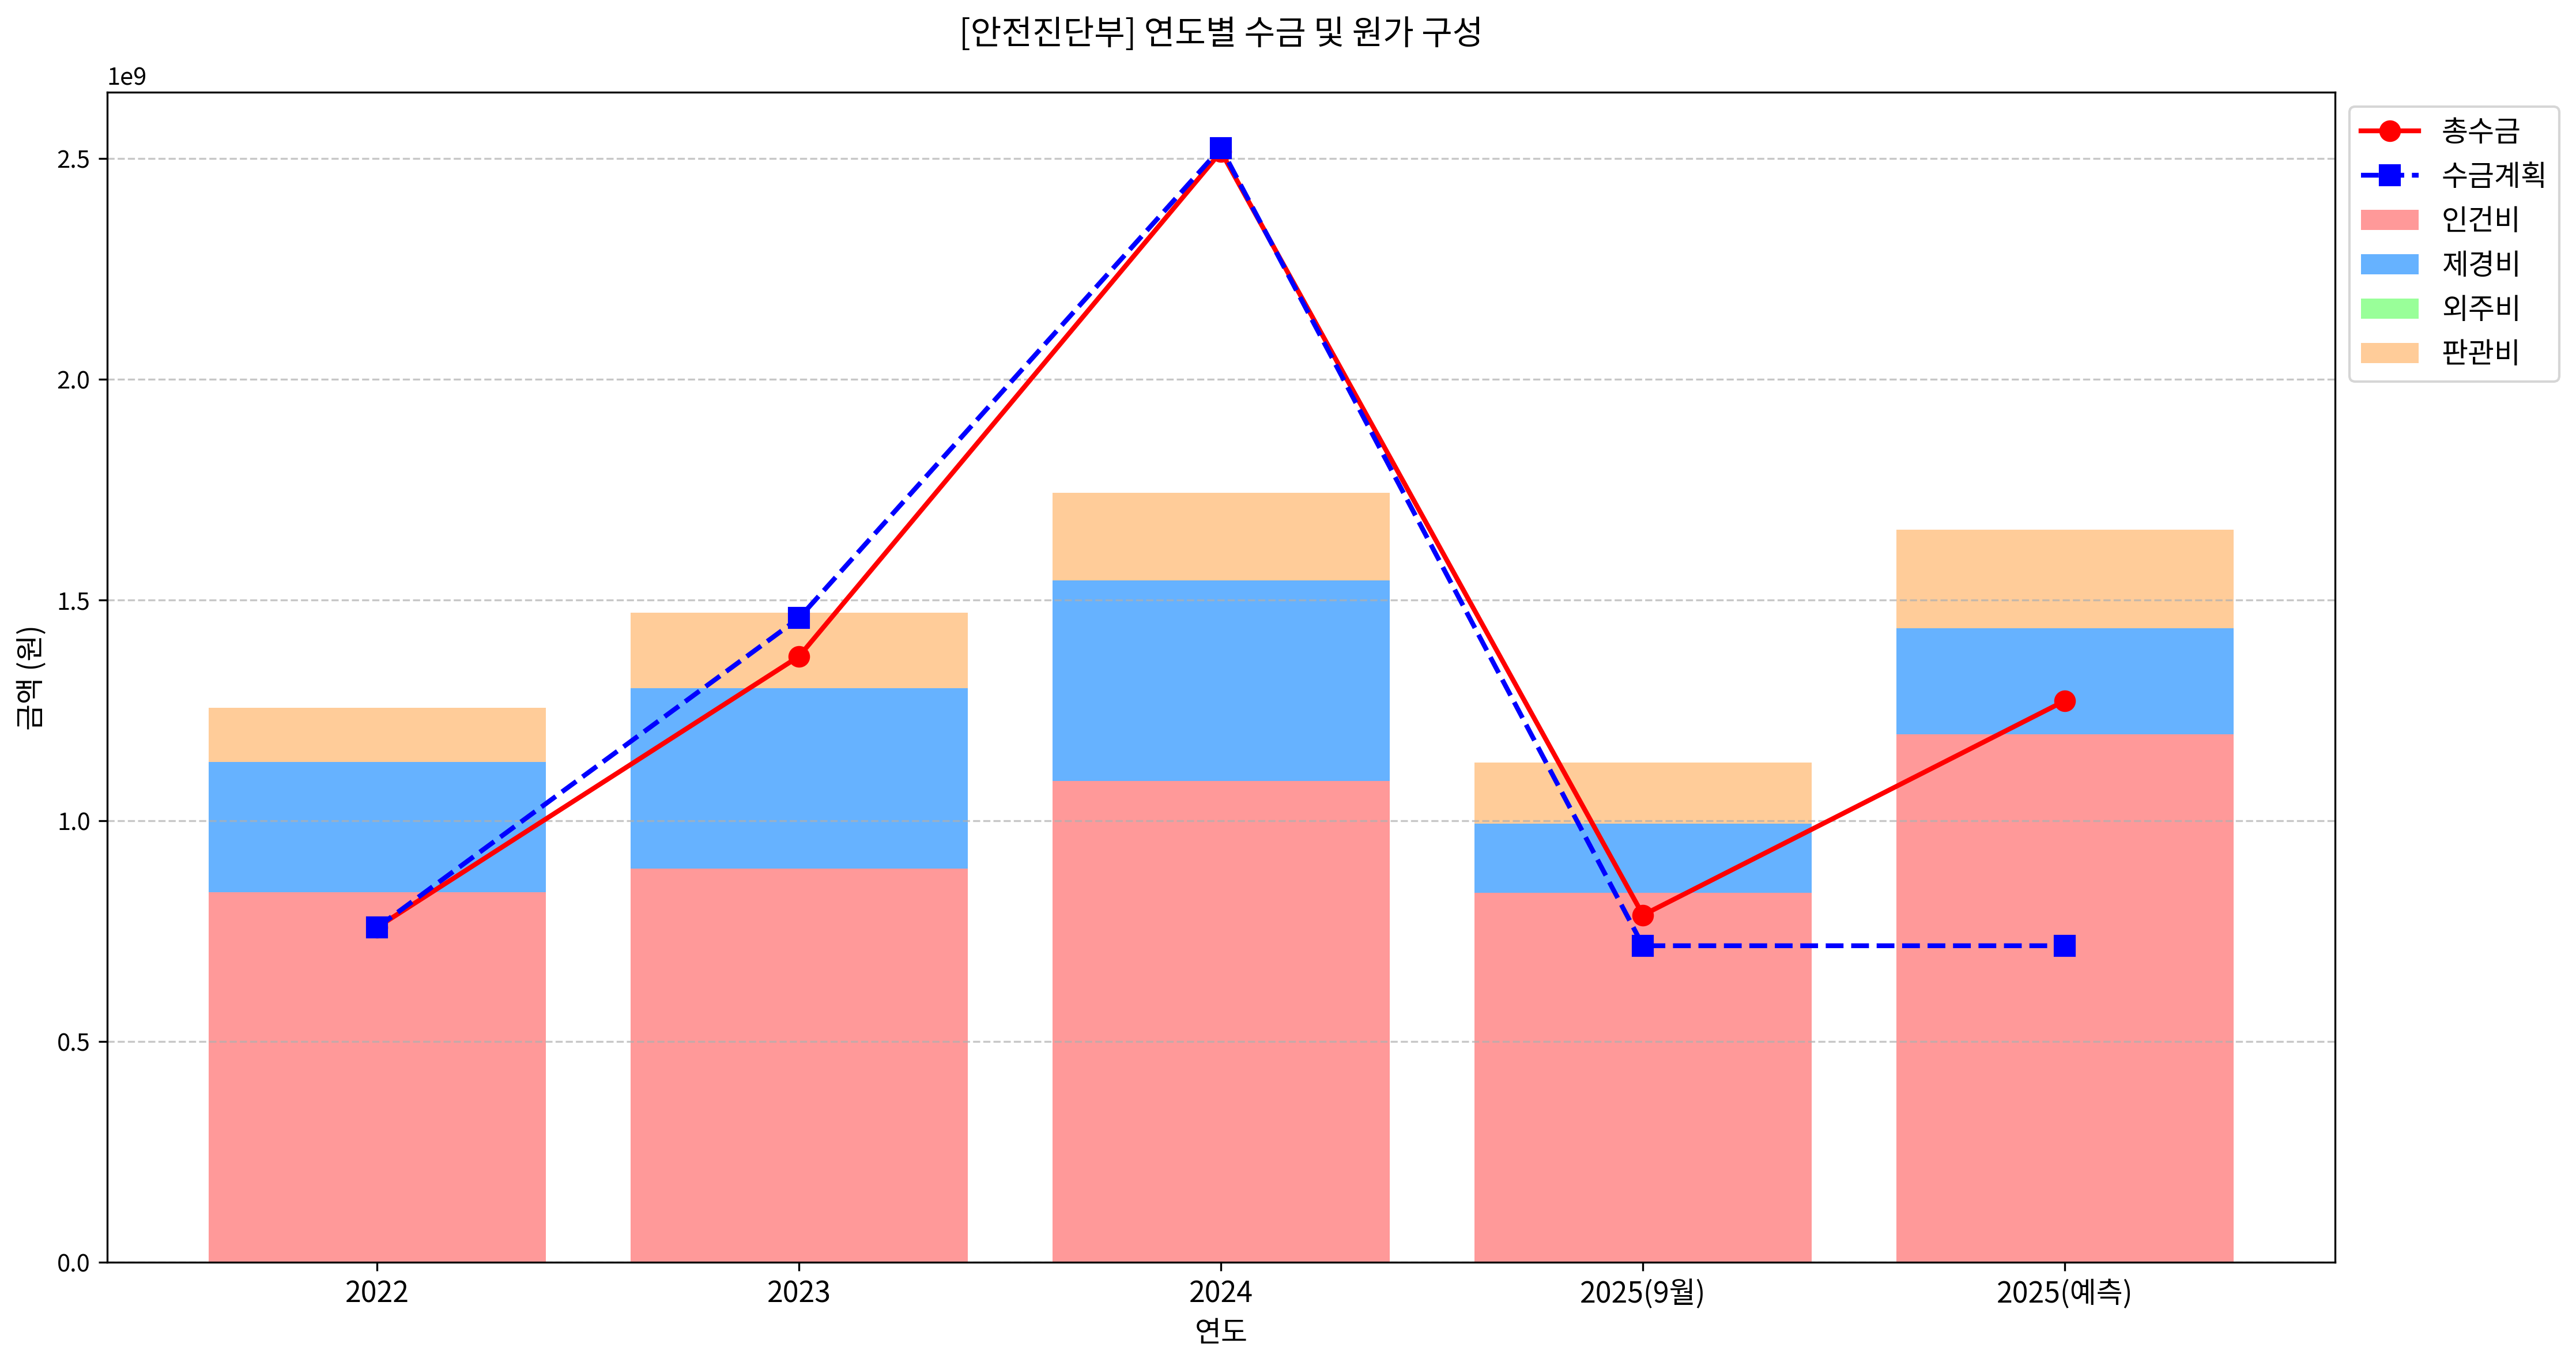 [안전진단부] 연도별 수금 및 원가 구성
1e9
2.5
2.0
1.5
1.0
0.5
0.0
금액 (원)
2022
2023
2024
2025(9월)
2025(예측)
연도
총수금
수금계획
인건비
제경비
외주비
판관비